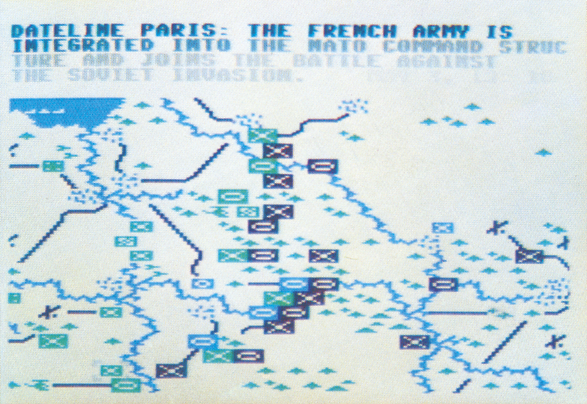 DATELINE PARIS: THE FRENCH ARMY IS
INTEGRATED INTO THE NATO COMMAND STRUC
TURE AND JOINS THE BATTLE AGAINST
THE SOVIET INVASION.